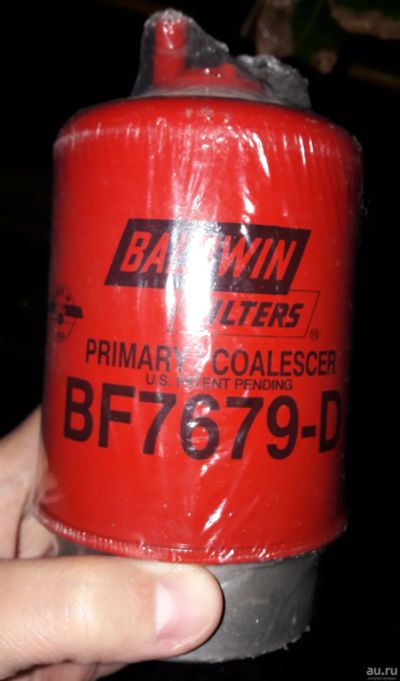 BALDWIN
FILTERS®
PRIMARY/COALESCER
U.S. PATENT PENDING
BF7679-D
au.ru